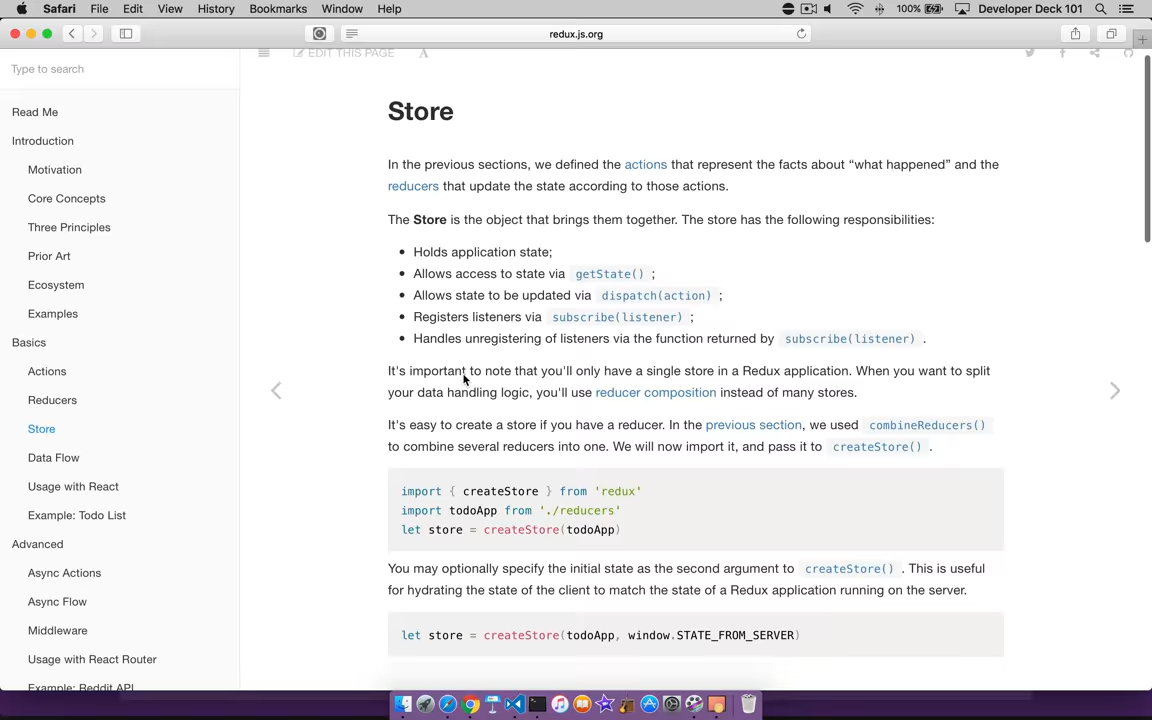 Safari File Edit View History Bookmarks Window Help 100% Developer Deck 101
redux.js.org
Type to search
EDIT THIS PAGE A
Read Me
Introduction
Motivation
Core Concepts
Three Principles
Prior Art
Ecosystem
Examples
Basics
Actions
Reducers
Store
Data Flow
Usage with React
Example: Todo List
Advanced
Async Actions
Async Flow
Middleware
Usage with React Router
Example: Reddit API
Store
In the previous sections, we defined the actions that represent the facts about “what happened” and the
reducers that update the state according to those actions.
The Store is the object that brings them together. The store has the following responsibilities:
• Holds application state;
• Allows access to state via getState() ;
• Allows state to be updated via dispatch(action) ;
• Registers listeners via subscribe(listener) ;
• Handles unregistering of listeners via the function returned by subscribe(listener) .
It's important to note that you'll only have a single store in a Redux application. When you want to split
your data handling logic, you'll use reducer composition instead of many stores.
It's easy to create a store if you have a reducer. In the previous section, we used combineReducers()
to combine several reducers into one. We will now import it, and pass it to createStore() .
import { createStore } from 'redux'
import todoApp from './reducers'
let store = createStore(todoApp)
You may optionally specify the initial state as the second argument to createStore() . This is useful
for hydrating the state of the client to match the state of a Redux application running on the server.
let store = createStore(todoApp, window.STATE_FROM_SERVER)